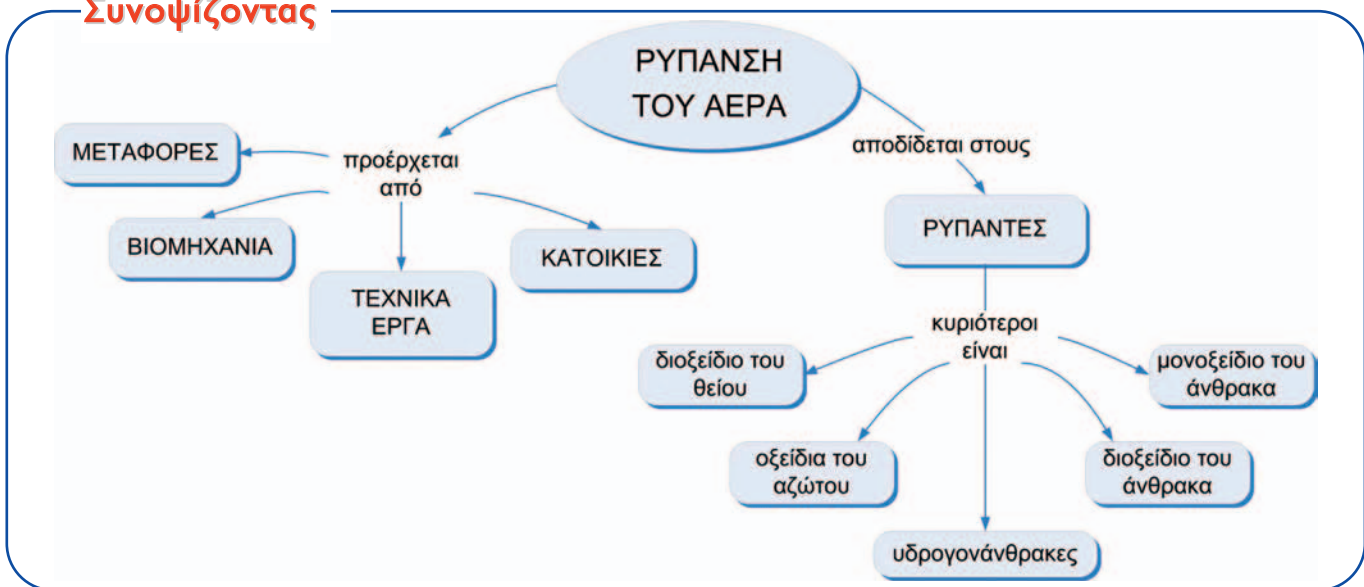 Συνοψίζοντας
ΡΥΠΑΝΣΗ
ΤΟΥ ΑΕΡΑ
προέρχεται
από
ΜΕΤΑΦΟΡΕΣ
ΒΙΟΜΗΧΑΝΙΑ
ΤΕΧΝΙΚΑ
ΕΡΓΑ
ΚΑΤΟΙΚΙΕΣ
αποδίδεται στους
ΡΥΠΑΝΤΕΣ
κυριότεροι
είναι
διοξείδιο του
θείου
οξείδια του
αζώτου
υδρογονάνθρακες
διοξείδιο του
άνθρακα
μονοξείδιο του
άνθρακα